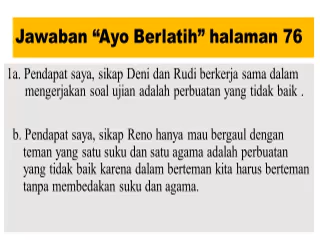 Jawaban “Ayo Berlatih” halaman 76
1a. Pendapat saya, sikap Deni dan Rudi berkerja sama dalam
mengerjakan soal ujian adalah perbuatan yang tidak baik .
b. Pendapat saya, sikap Reno hanya mau bergaul dengan
teman yang satu suku dan satu agama adalah perbuatan
yang tidak baik karena dalam berteman kita harus berteman
tanpa membedakan suku dan agama.